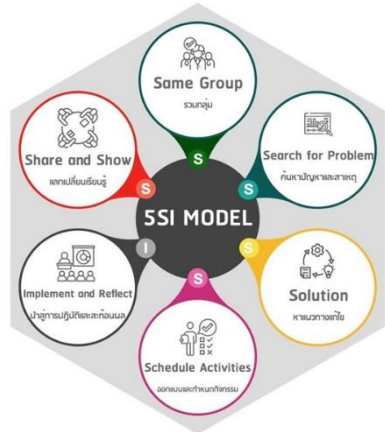 Same Group
รวมกลุ่ม
S
Search for Problem
ค้นหาปัญหาและสาเหตุ
S
Solution
หาแนวทางแก้ไข
S
Schedule Activities
ออกแบบและกำหนดกิจกรรม
S
Implement and Reflect
นำสู่การปฏิบัติและสะท้อนผล
I
Share and Show
แลกเปลี่ยนเรียนรู้
S
5SI MODEL